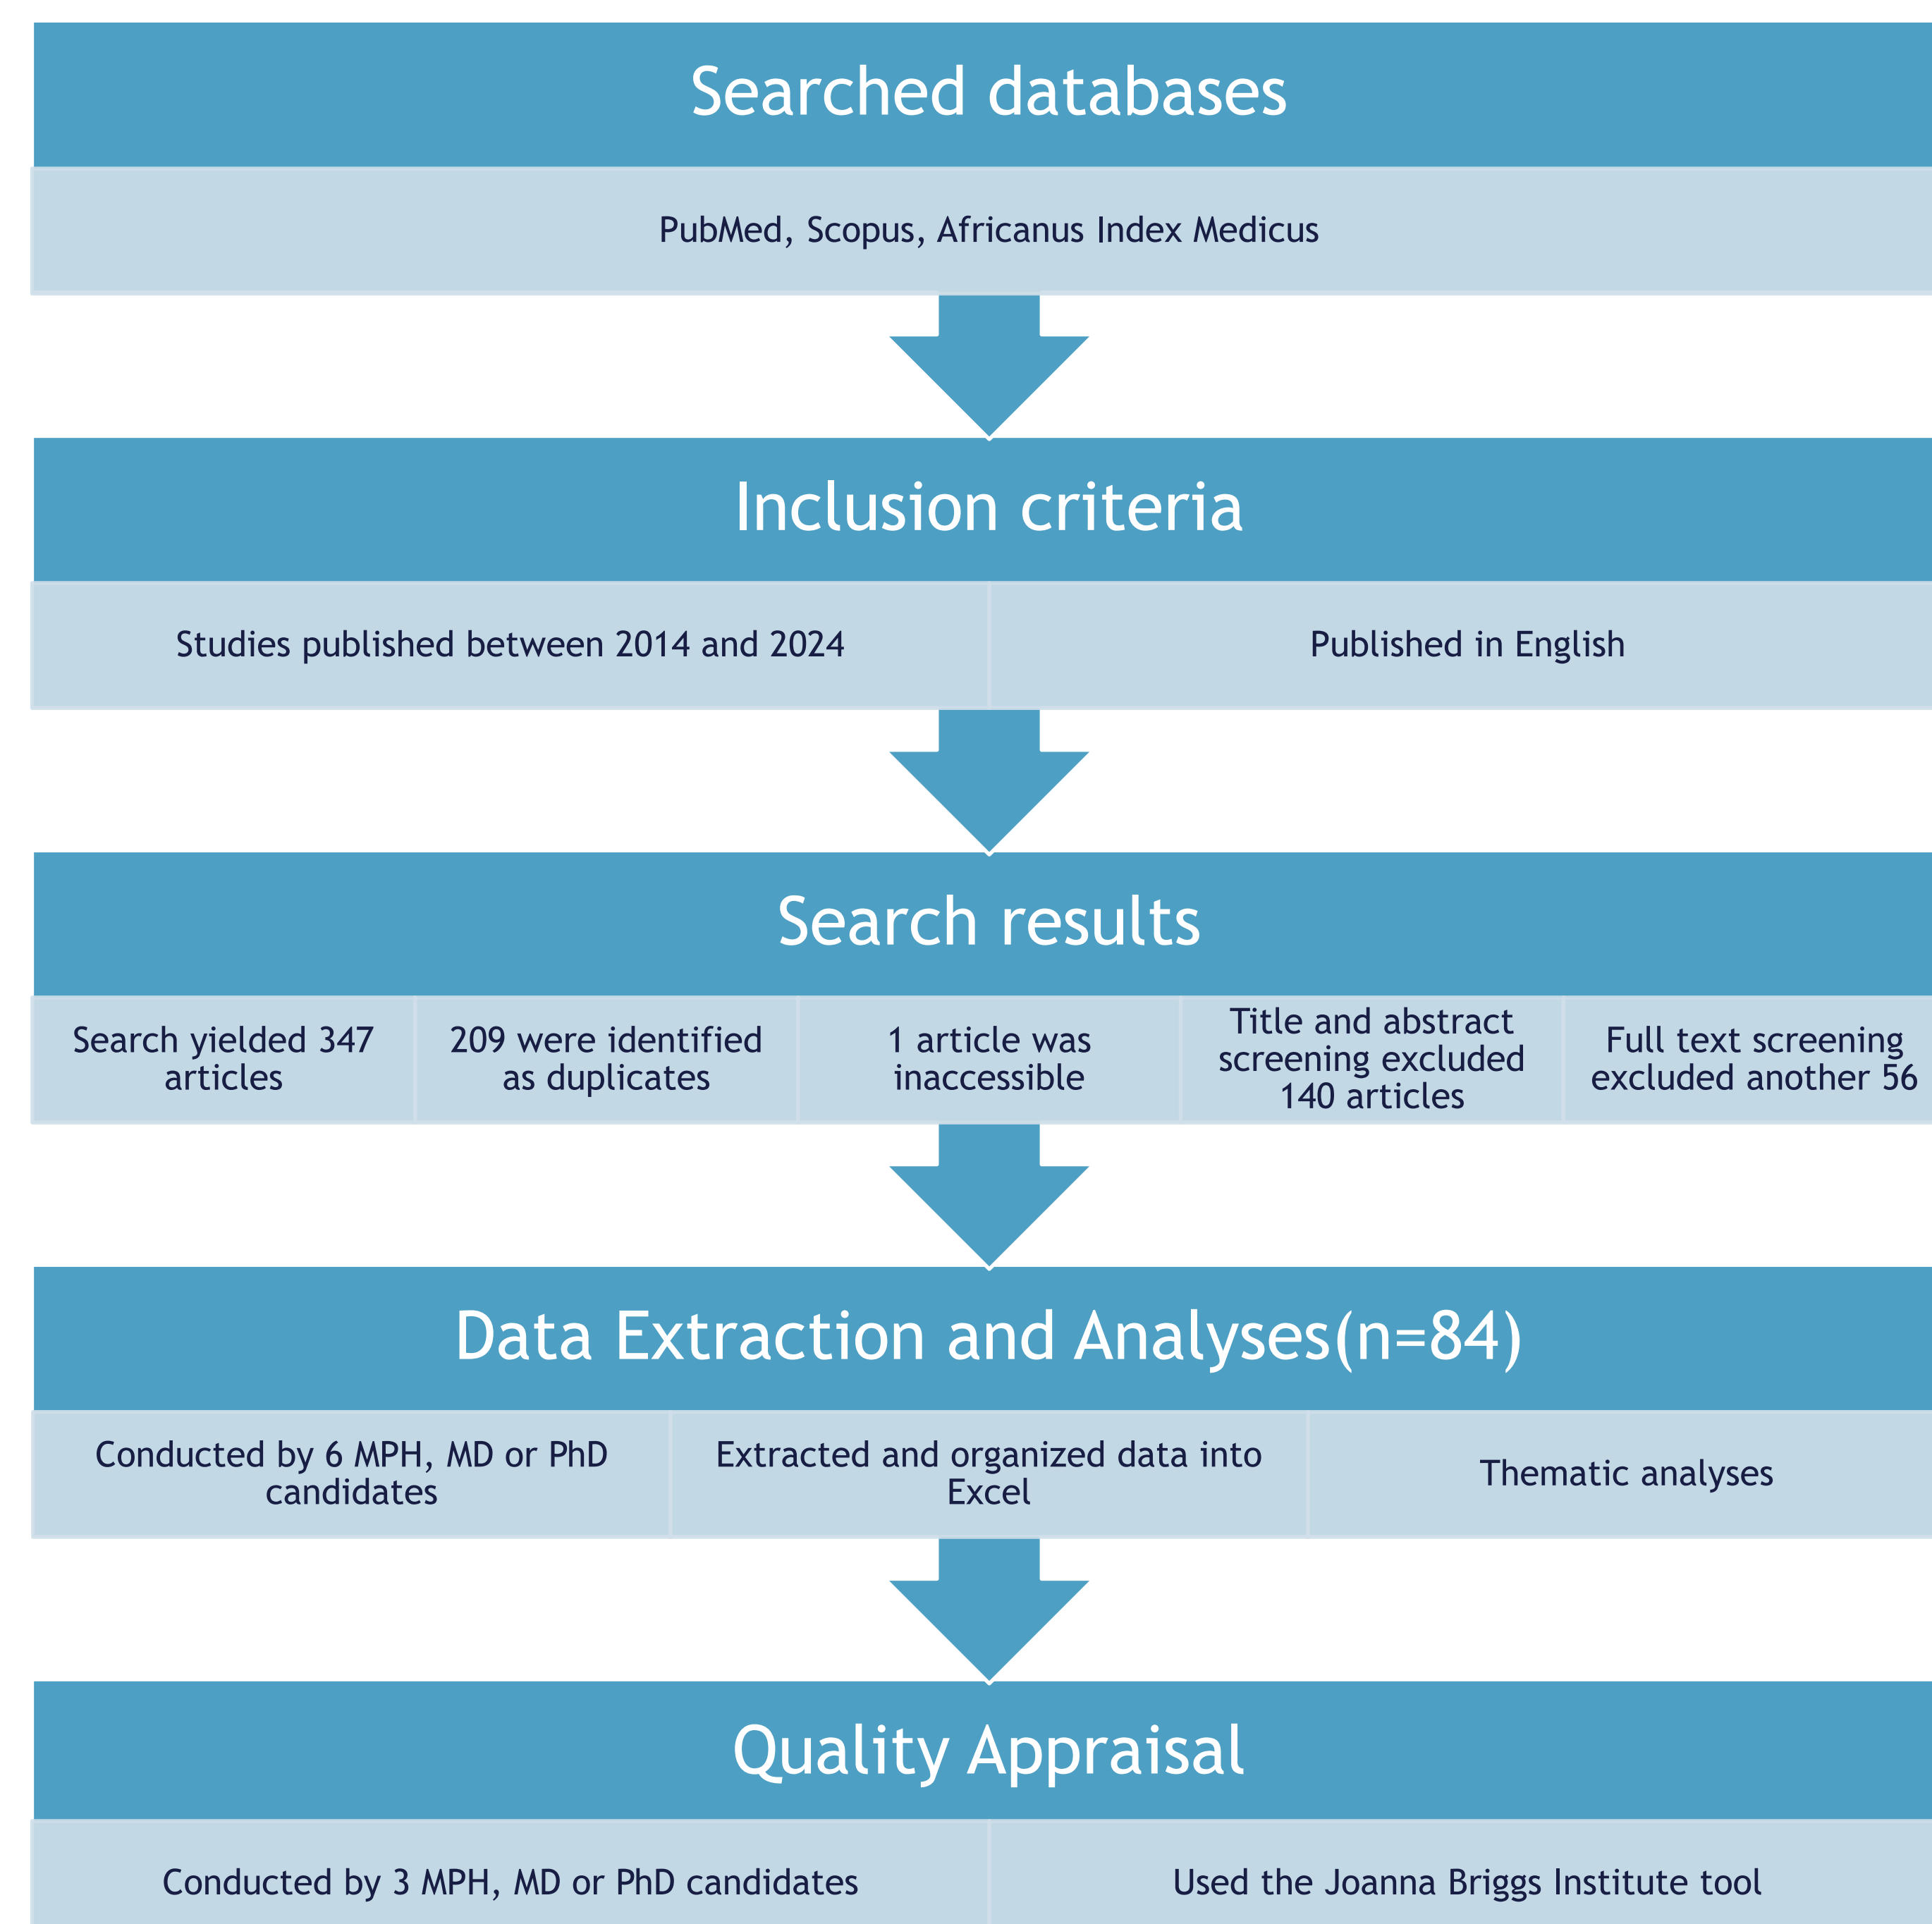 Searched databases
PubMed, Scopus, Africanus Index Medicus
Inclusion criteria
Studies published between 2014 and 2024
Published in English
Search results
Search yielded 347
articles
209 were identified
as duplicates
1 article was
inaccessible
Title and abstract
screening excluded
140 articles
Full text screening
excluded another 56
Data Extraction and Analyses(n=84)
Conducted by 6 MPH, MD or PhD
candidates
Extracted and organized data into
Excel
Thematic analyses
Quality Appraisal
Conducted by 3 MPH, MD or PhD candidates
Used the Joanna Briggs Institute tool